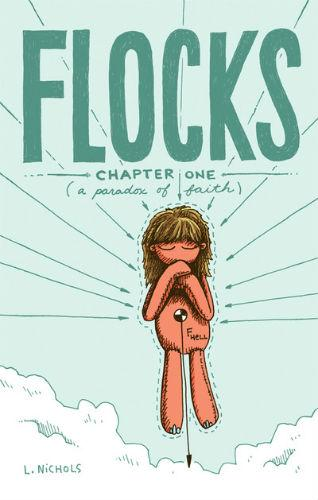 FLOCKS
CHAPTER ONE
(a paradox of faith)
F HELL
L. NICHOLS